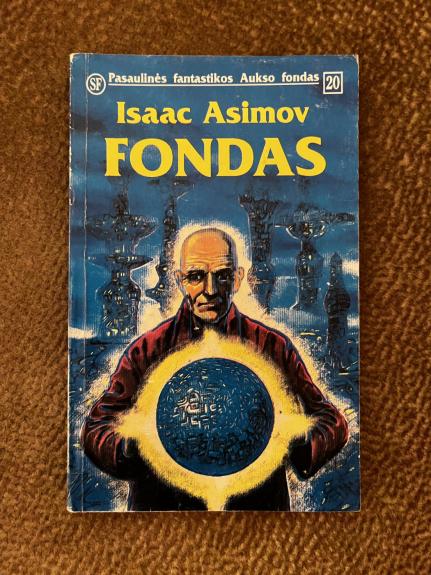 SF Pasaulinės fantastikos Aukso fondas 20
Isaac Asimov
FONDAS